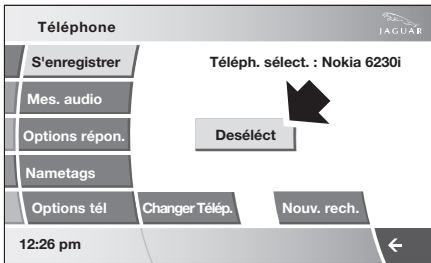 Téléphone
JAGUAR
S'enregistrer
Téléph. sélect. : Nokia 6230i
Mes. audio
Options répon.
Deséléct
Nametags
Options tél
Changer Télép.
Nouv. rech.
12:26 pm